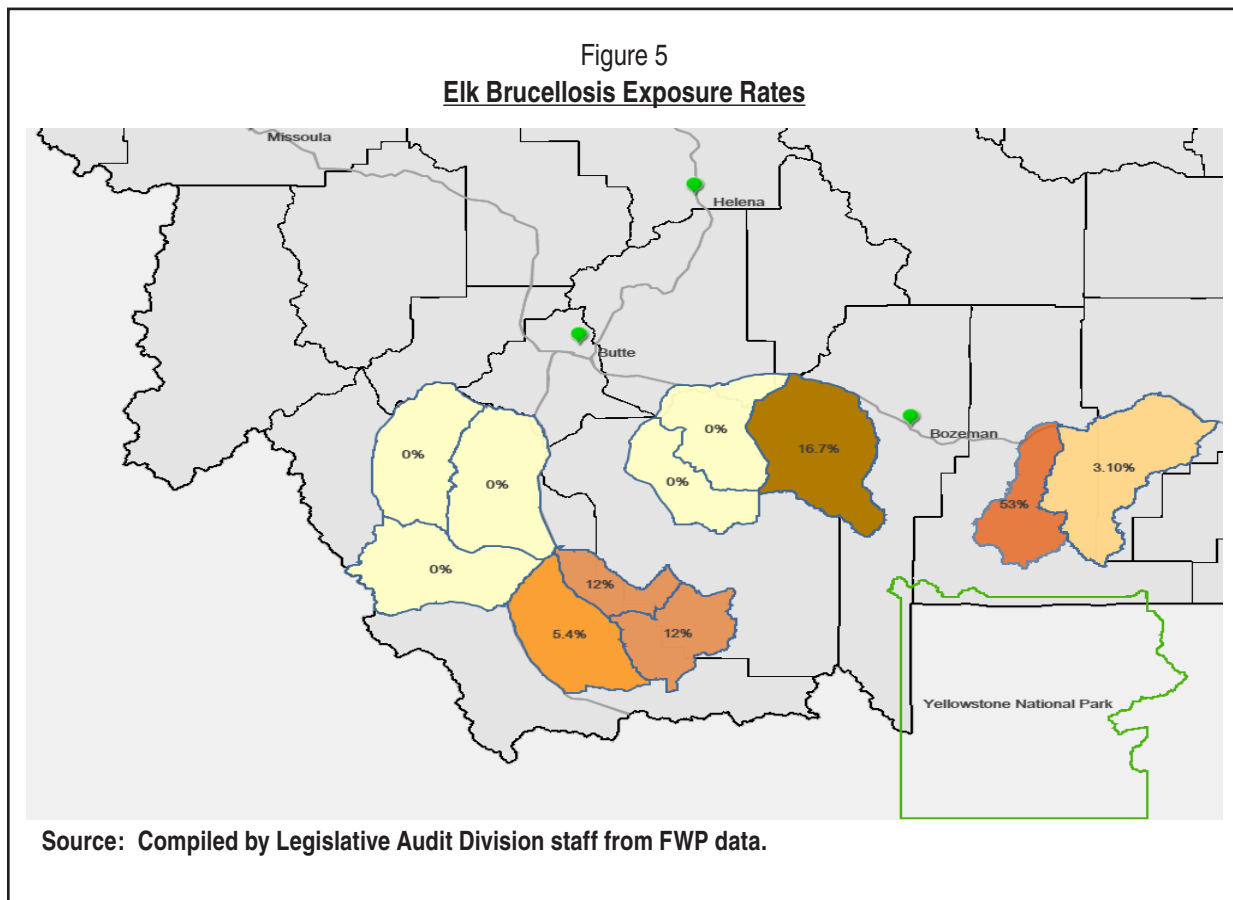 Figure 5
Elk Brucellosis Exposure Rates
Missoula
Helena
Butte
Bozeman
0%
16.7%
0%
0%
3.10%
0%
53%
0%
12%
5.4%
12%
Yellowstone National Park
Source: Compiled by Legislative Audit Division staff from FWP data.